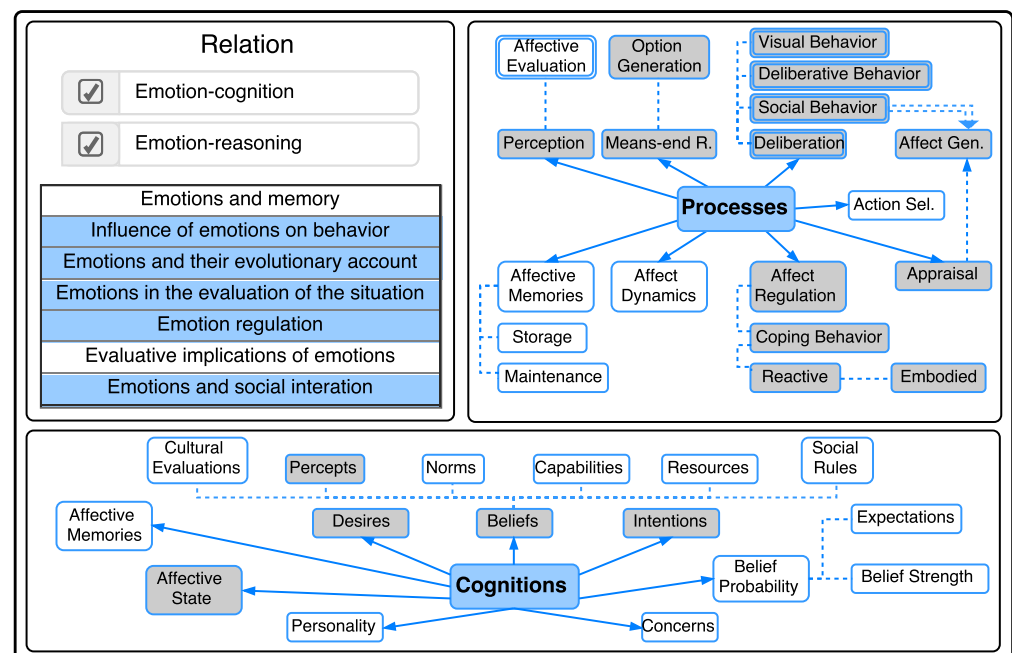 Relation
Emotion-cognition
Emotion-reasoning
Emotions and memory
Influence of emotions on behavior
Emotions and their evolutionary account
Emotions in the evaluation of the situation
Emotion regulation
Evaluative implications of emotions
Emotions and social interation
Affective
Evaluation
Option
Generation
Visual Behavior
Deliberative Behavior
Social Behavior
Perception
Means-end R.
Deliberation
Affect Gen.
Processes
Action Sel.
Affective
Memories
Affect
Dynamics
Affect
Regulation
Appraisal
Storage
Coping Behavior
Maintenance
Reactive
Embodied
Cultural
Evaluations
Percepts
Norms
Capabilities
Resources
Social
Rules
Affective
Memories
Desires
Beliefs
Intentions
Expectations
Affective
State
Cognitions
Belief
Probability
Belief Strength
Personality
Concerns